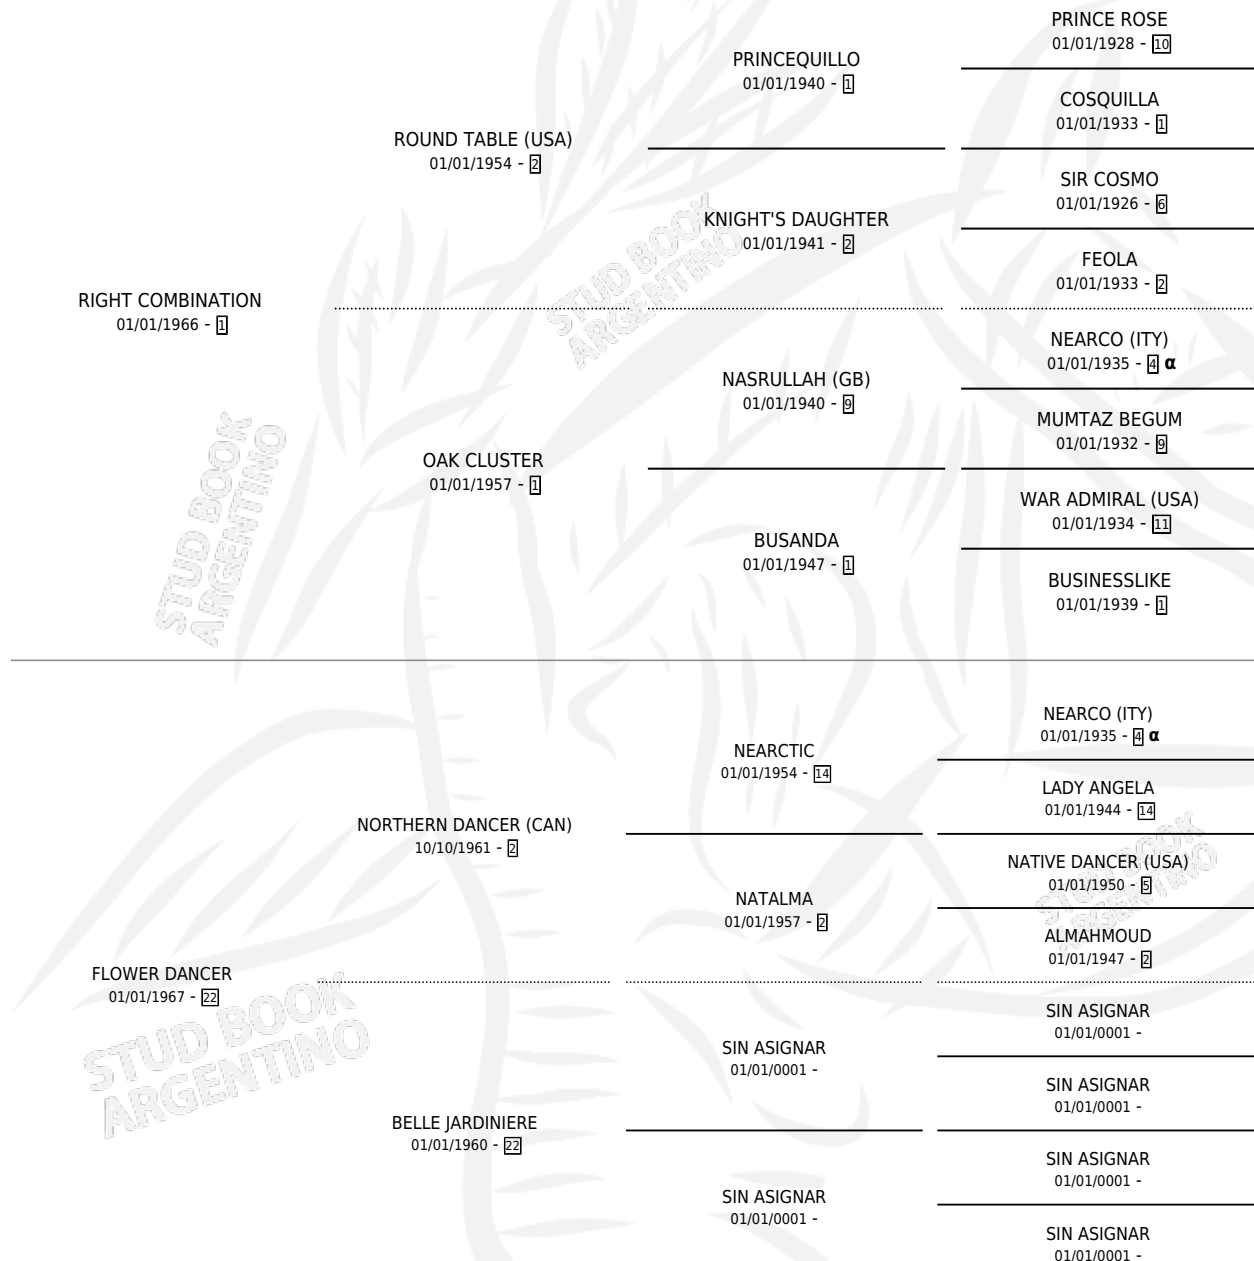 PRINCE ROSE
01/01/1928 - 10
PRINCEQUILLO
01/01/1940 - 1
COSQUILLA
01/01/1933 - 1
ROUND TABLE (USA)
01/01/1954 - 2
SIR COSMO
01/01/1926 - 6
KNIGHT'S DAUGHTER
01/01/1941 - 2
FEOLA
01/01/1933 - 2
RIGHT COMBINATION
01/01/1966 - 1
NEARCO (ITY)
01/01/1935 - 4 α
NASRULLAH (GB)
01/01/1940 - 9
MUMTAZ BEGUM
01/01/1932 - 9
OAK CLUSTER
01/01/1957 - 1
WAR ADMIRAL (USA)
01/01/1934 - 11
BUSANDA
01/01/1947 - 1
BUSINESSLIKE
01/01/1939 - 1
NEARCO (ITY)
01/01/1935 - 4 α
NEARCTIC
01/01/1954 - 14
LADY ANGELA
01/01/1944 - 14
NORTHERN DANCER (CAN)
10/10/1961 - 2
NATIVE DANCER (USA)
01/01/1950 - 5
NATALMA
01/01/1957 - 2
ALMAHMOUD
01/01/1947 - 2
FLOWER DANCER
01/01/1967 - 22
SIN ASIGNAR
01/01/0001 -
SIN ASIGNAR
01/01/0001 -
SIN ASIGNAR
01/01/0001 -
BELLE JARDINIERE
01/01/1960 - 22
SIN ASIGNAR
01/01/0001 -
SIN ASIGNAR
01/01/0001 -
SIN ASIGNAR
01/01/0001 -
STUD BOOK
ARGENTINO
STUD BOOK
ARGENTINO
STUD BOOK
ARGENTINO
STUD BOOK
ARGENTINO